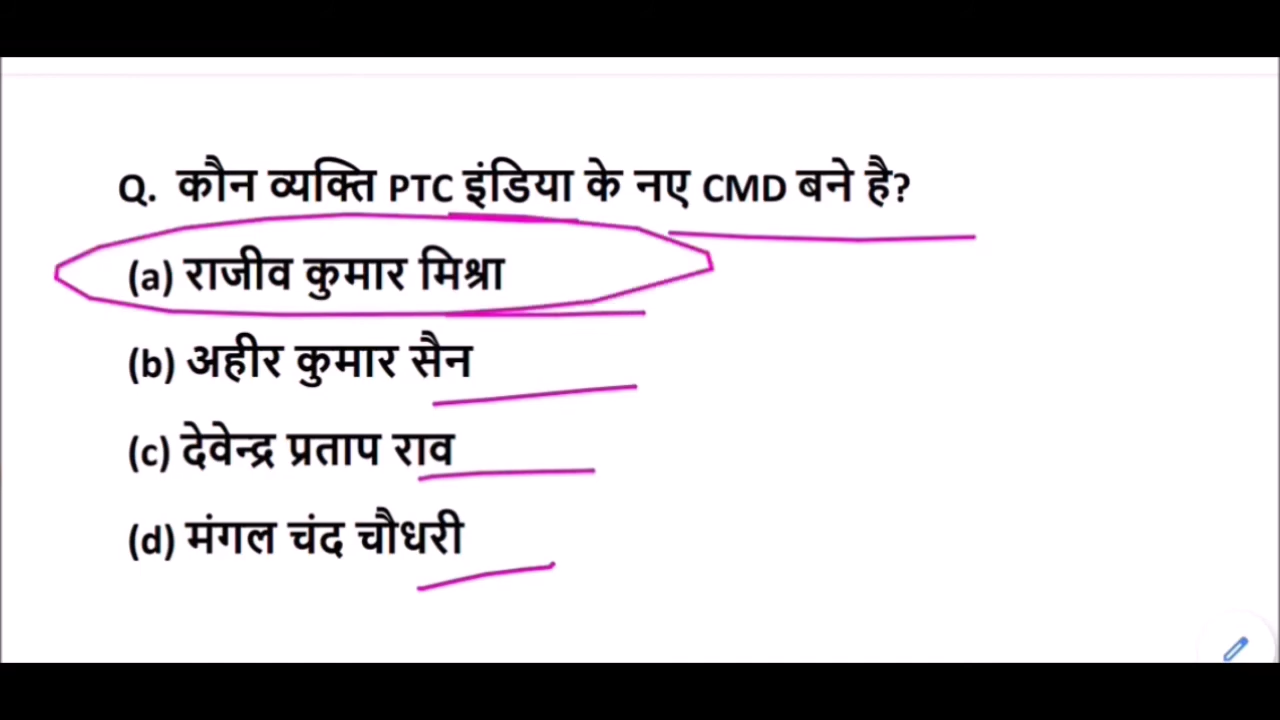 Q. कौन व्यक्ति PTC इंडिया के नए CMD बने है?
(a) राजीव कुमार मिश्रा
(b) अहीर कुमार सैन
(c) देवेन्द्र प्रताप राव
(d) मंगल चंद चौधरी